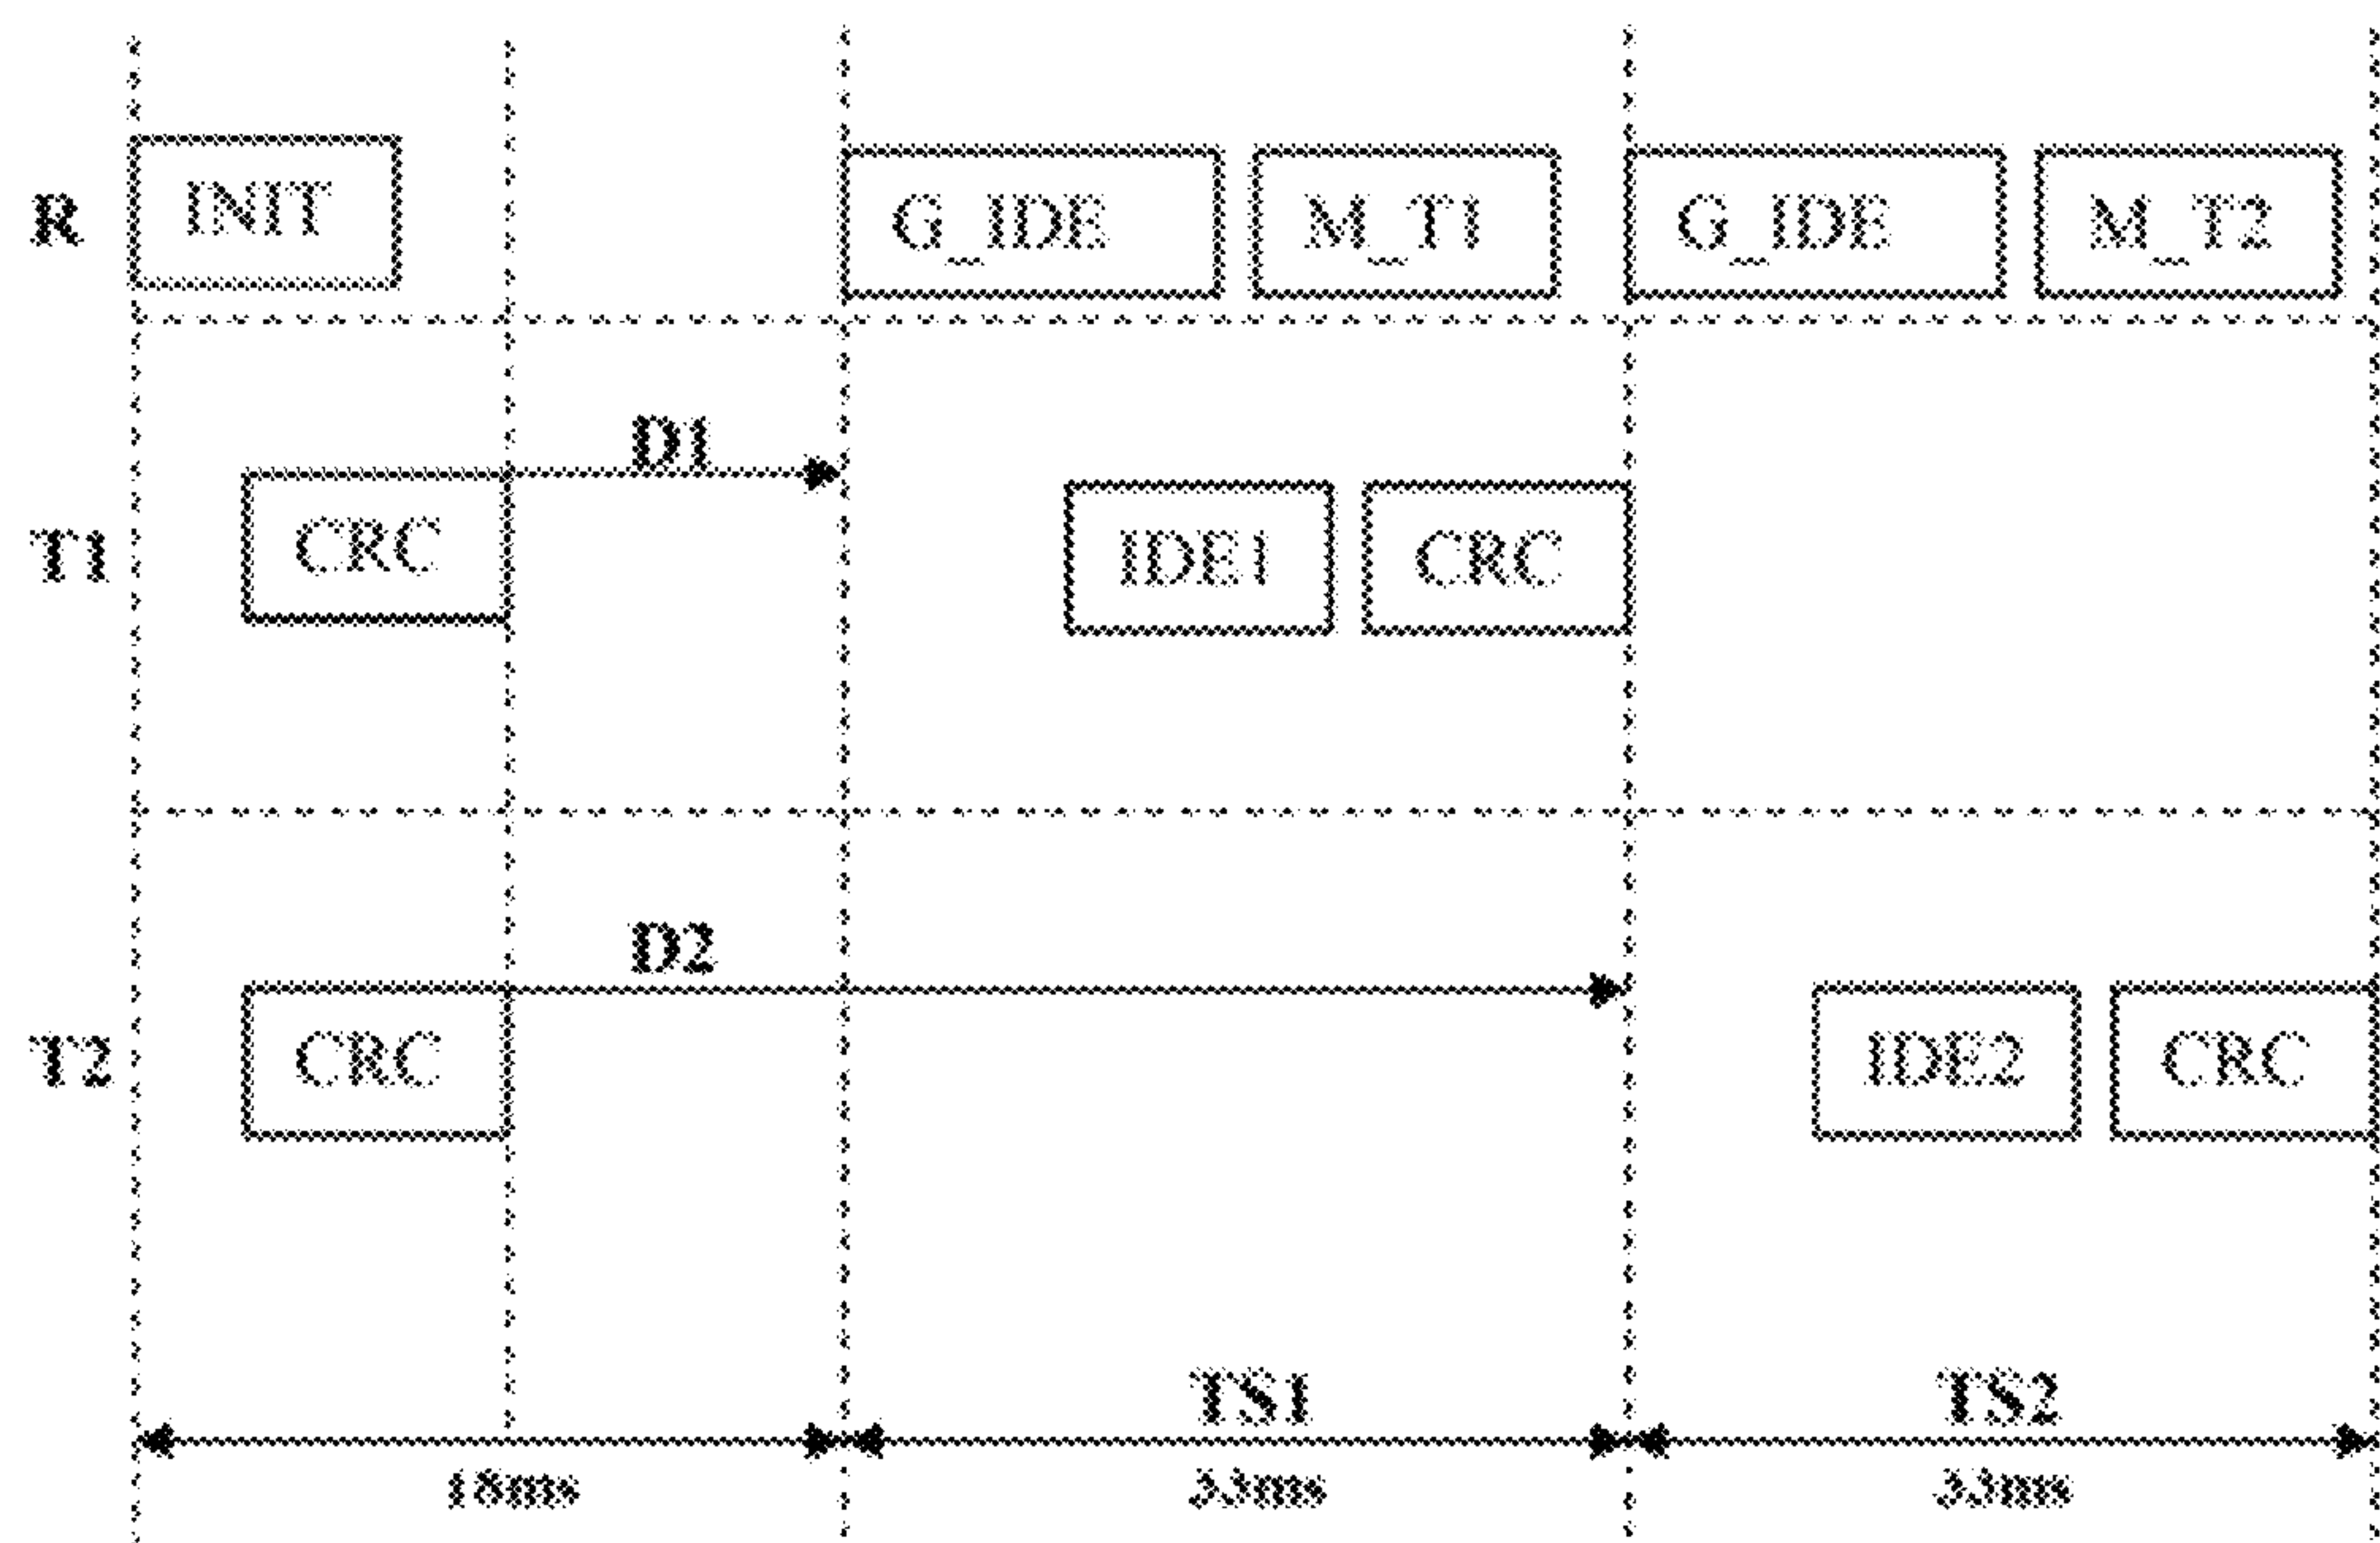 R INIT G_IDE M_T1 G_IDE M_T2
D1
T1 CRC IDE1 CRC
D2
T2 CRC IDE2 CRC
TS1 TS2
18ms 33ms 33ms